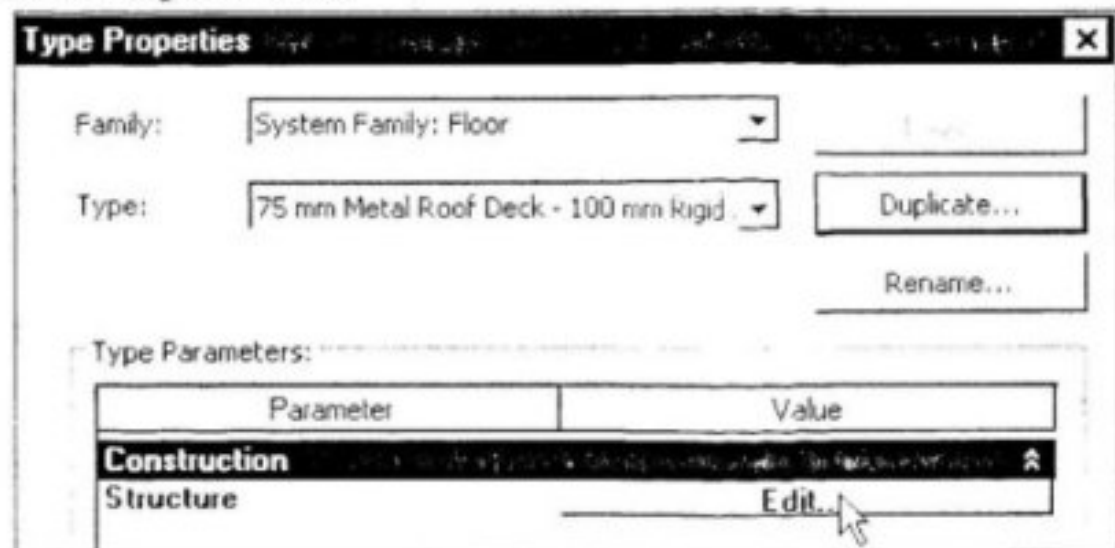 Type Properties
Family:
System Family: Floor
Type:
75 mm Metal Roof Deck - 100 mm Rigid
Duplicate...
Rename...
Type Parameters:
Parameter
Value
Construction
Structure
Edit...